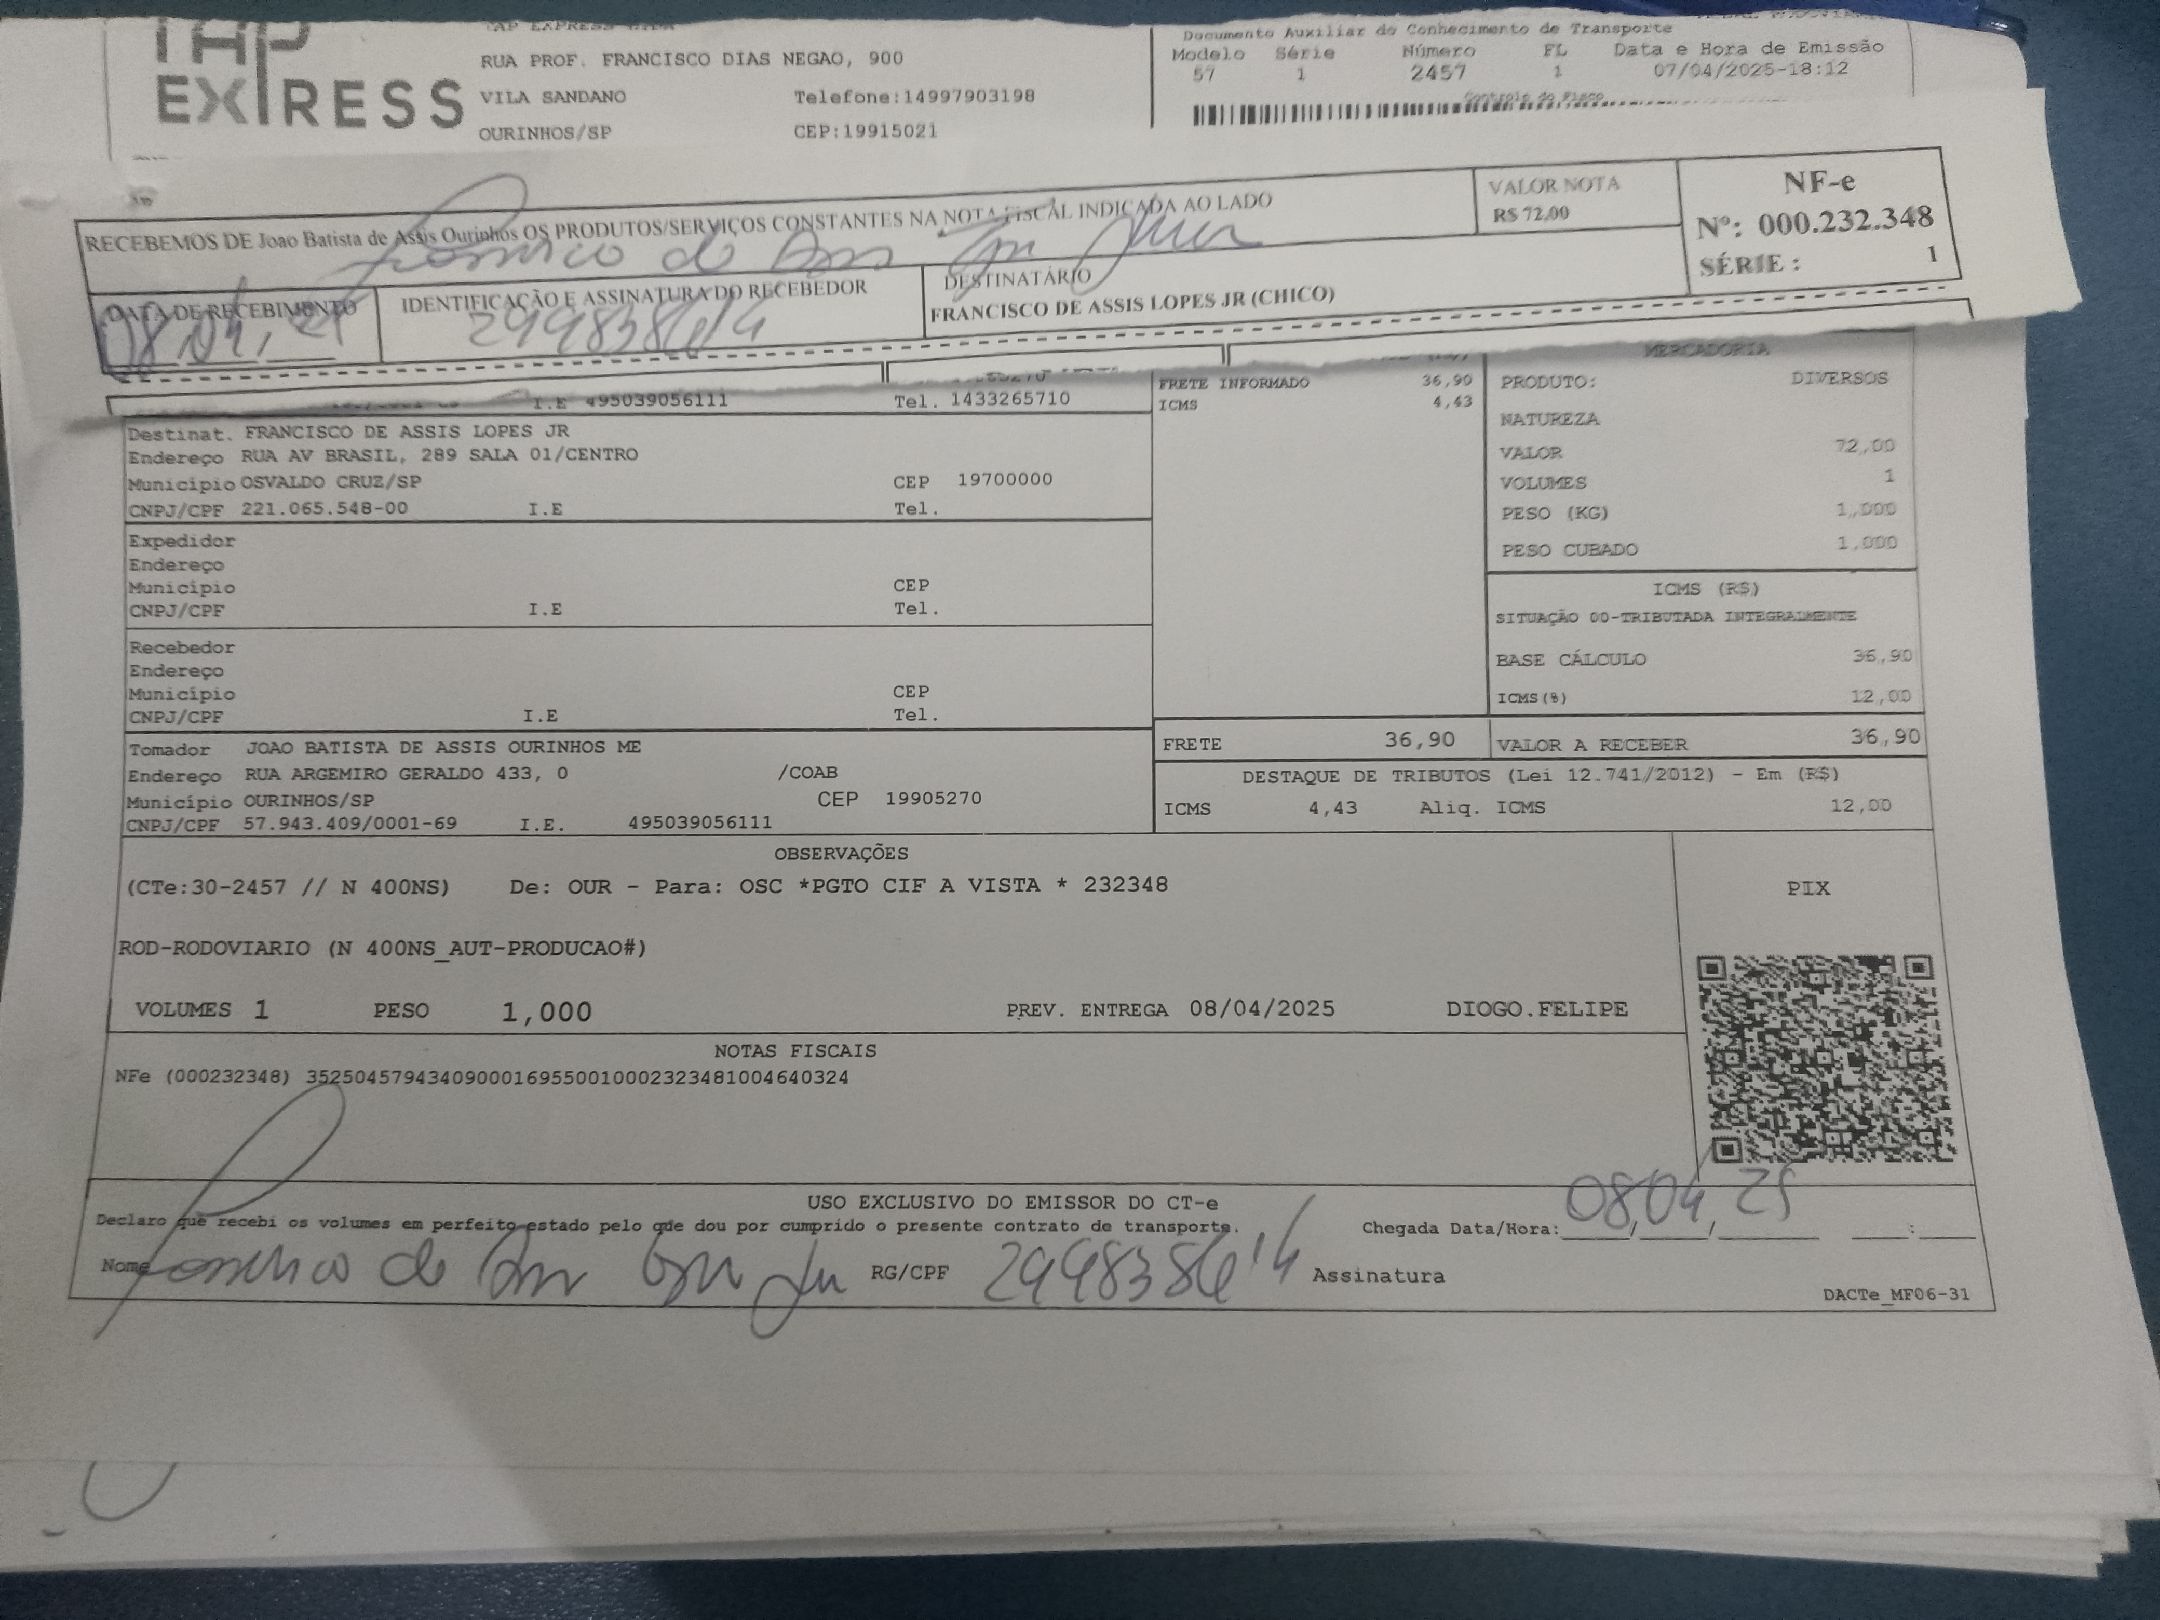 TAP EXPRESS
TAP EXPRESS LTDA
RUA PROF. FRANCISCO DIAS NEGAO, 900
VILA SANDANO Telefone:14997903198
OURINHOS/SP CEP:19915021
Documento Auxiliar do Conhecimento de Transporte
Modelo Série Número FL Data e Hora de Emissão
57 1 2457 1 07/04/2025-18:12
Controle do Fisco
RECEBEMOS DE Joao Batista de Assis Ourinhos OS PRODUTOS/SERVIÇOS CONSTANTES NA NOTA FISCAL INDICADA AO LADO
VALOR NOTA
R$ 72,00
NF-e
Nº: 000.232.348
SÉRIE : 1
DATA DE RECEBIMENTO
08,04,25
IDENTIFICAÇÃO E ASSINATURA DO RECEBEDOR
DESTINATÁRIO
FRANCISCO DE ASSIS LOPES JR (CHICO)
I.E 495039056111 Tel. 1433265710
Destinat. FRANCISCO DE ASSIS LOPES JR
Endereço RUA AV BRASIL, 289 SALA 01/CENTRO
Município OSVALDO CRUZ/SP CEP 19700000
CNPJ/CPF 221.065.548-00 I.E Tel.
Expedidor
Endereço
Município CEP
CNPJ/CPF I.E Tel.
Recebedor
Endereço
Município CEP
CNPJ/CPF I.E Tel.
Tomador JOAO BATISTA DE ASSIS OURINHOS ME
Endereço RUA ARGEMIRO GERALDO 433, 0 /COAB
Município OURINHOS/SP CEP 19905270
CNPJ/CPF 57.943.409/0001-69 I.E. 495039056111
FRETE INFORMADO 36,90
ICMS 4,43
MERCADORIA
PRODUTO: DIVERSOS
NATUREZA
VALOR 72,00
VOLUMES 1
PESO (KG) 1,000
PESO CUBADO 1,000
ICMS (R$)
SITUAÇÃO 00-TRIBUTADA INTEGRALMENTE
BASE CÁLCULO 36,90
ICMS(%) 12,00
FRETE 36,90 VALOR A RECEBER 36,90
DESTAQUE DE TRIBUTOS (Lei 12.741/2012) - Em (R$)
ICMS 4,43 Aliq. ICMS 12,00
OBSERVAÇÕES
(CTe:30-2457 // N 400NS) De: OUR - Para: OSC *PGTO CIF A VISTA * 232348
PIX
ROD-RODOVIARIO (N 400NS_AUT-PRODUCAO#)
VOLUMES 1 PESO 1,000 PREV. ENTREGA 08/04/2025 DIOGO.FELIPE
NOTAS FISCAIS
NFe (000232348) 35250457943409000169550010002323481004640324
USO EXCLUSIVO DO EMISSOR DO CT-e
Declaro que recebi os volumes em perfeito estado pelo que dou por cumprido o presente contrato de transporte.
Chegada Data/Hora: 08/04/25 :
Nome RG/CPF Assinatura
DACTe_MF06-31